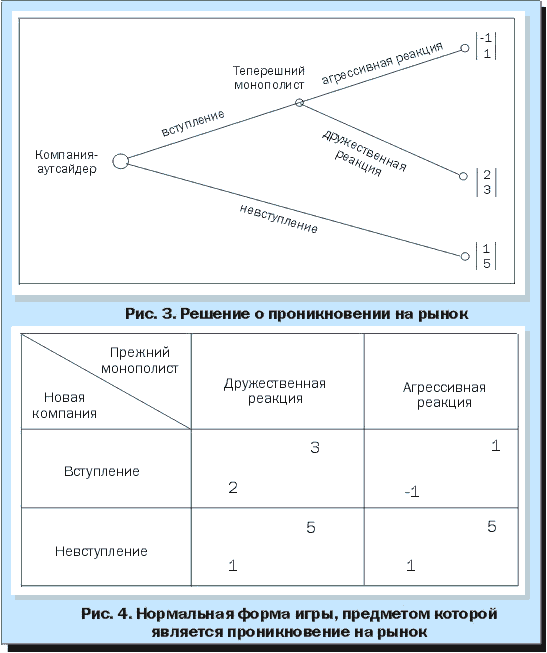 -1
1
агрессивная реакция
Теперешний
монополист
вступление
Компания-
аутсайдер
дружественная
реакция
2
3
невступление
1
5
Рис. 3. Решение о проникновении на рынок
Прежний
монополист
Новая
компания
Дружественная
реакция
Агрессивная
реакция
Вступление
3
2
1
-1
Невступление
5
1
5
1
Рис. 4. Нормальная форма игры, предметом которой
является проникновение на рынок